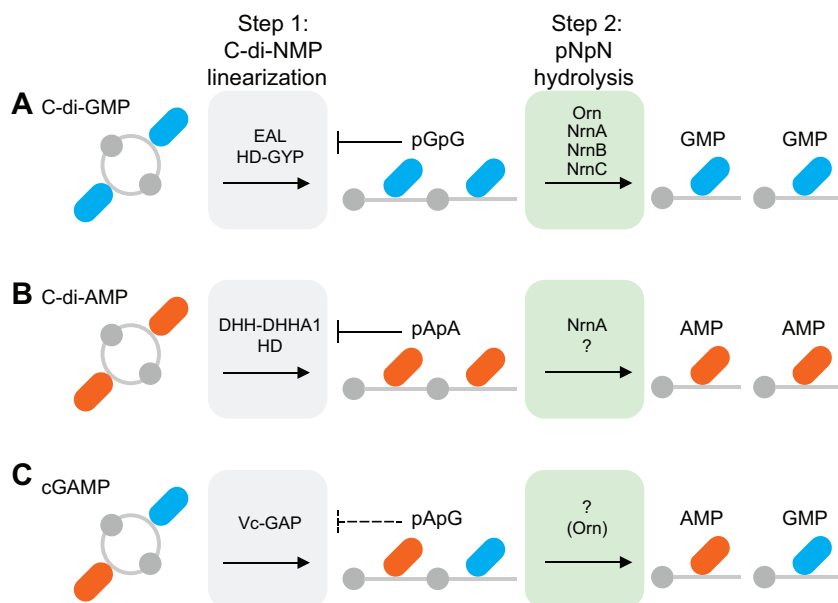 Step 1:
C-di-NMP
linearization
Step 2:
pNpN
hydrolysis
A
C-di-GMP
EAL
HD-GYP
pGpG
Orn
NrnA
NrnB
NrnC
GMP
GMP
B
C-di-AMP
DHH-DHHA1
HD
pApA
NrnA
?
AMP
AMP
C
cGAMP
Vc-GAP
pApG
?
(Orn)
AMP
GMP